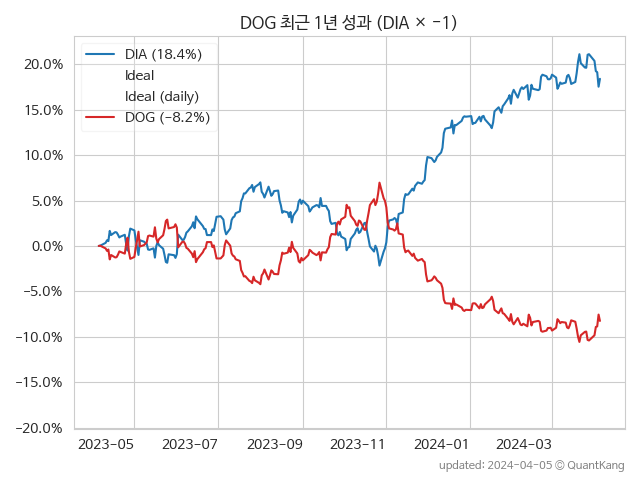 DOG 최근 1년 성과 (DIA × −1)
DIA (18.4%)
Ideal
Ideal (daily)
DOG (−8.2%)
20.0%
15.0%
10.0%
5.0%
0.0%
−5.0%
−10.0%
−15.0%
−20.0%
2023-05 2023-07 2023-09 2023-11 2024-01 2024-03
updated: 2024-04-05 © QuantKang